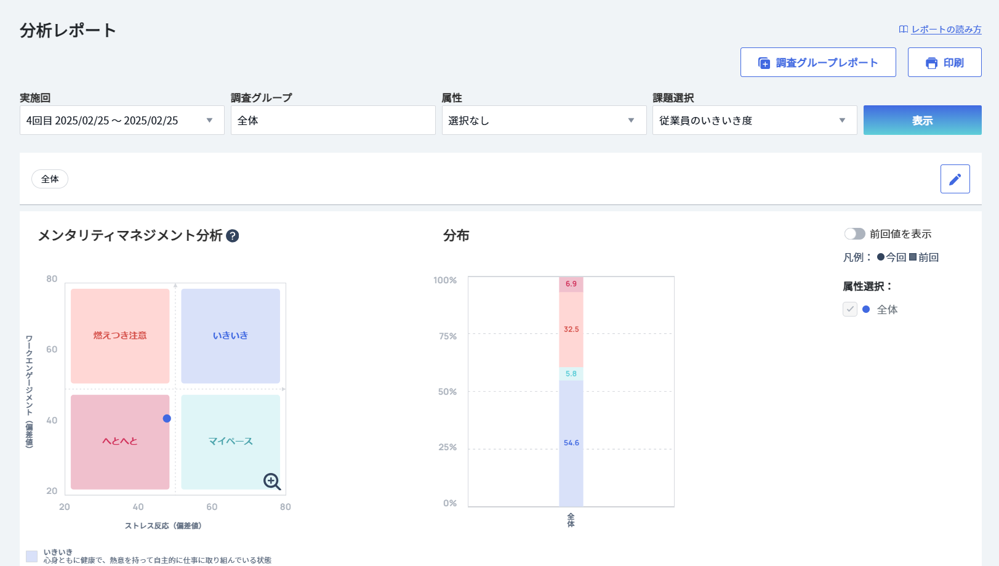 分析レポート
レポートの読み方
調査グループレポート
印刷
実施回
調査グループ
属性
課題選択
4回目 2025/02/25 〜 2025/02/25
全体
選択なし
従業員のいきいき度
表示
全体
メンタリティマネジメント分析 ?
分布
前回値を表示
凡例： ●今回 ■前回
属性選択：
全体
80
60
40
20
ワークエンゲージメント（偏差値）
燃えつき注意
いきいき
へとへと
マイペース
20 40 60 80
ストレス反応（偏差値）
100%
75%
50%
25%
0%
6.9
32.5
5.8
54.6
全体
いきいき
心身ともに健康で、熱意を持って自主的に仕事に取り組んでいる状態